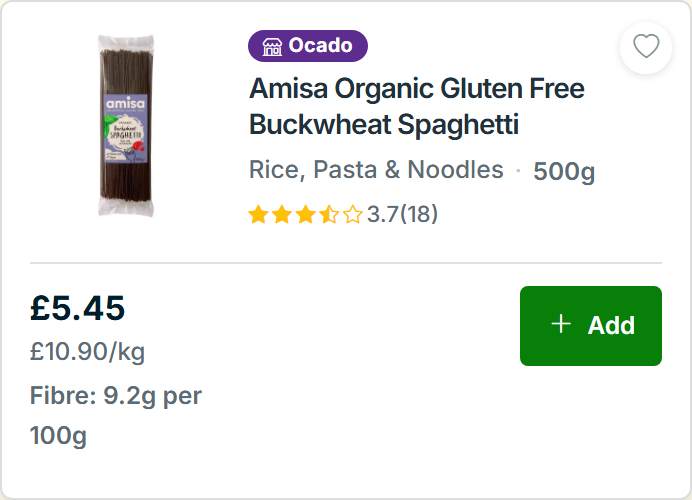 Ocado
Amisa Organic Gluten Free
Buckwheat Spaghetti
Rice, Pasta & Noodles · 500g
3.7(18)
amisa
Buckwheat
SPAGHETTI
£5.45
£10.90/kg
Fibre: 9.2g per
100g
+ Add